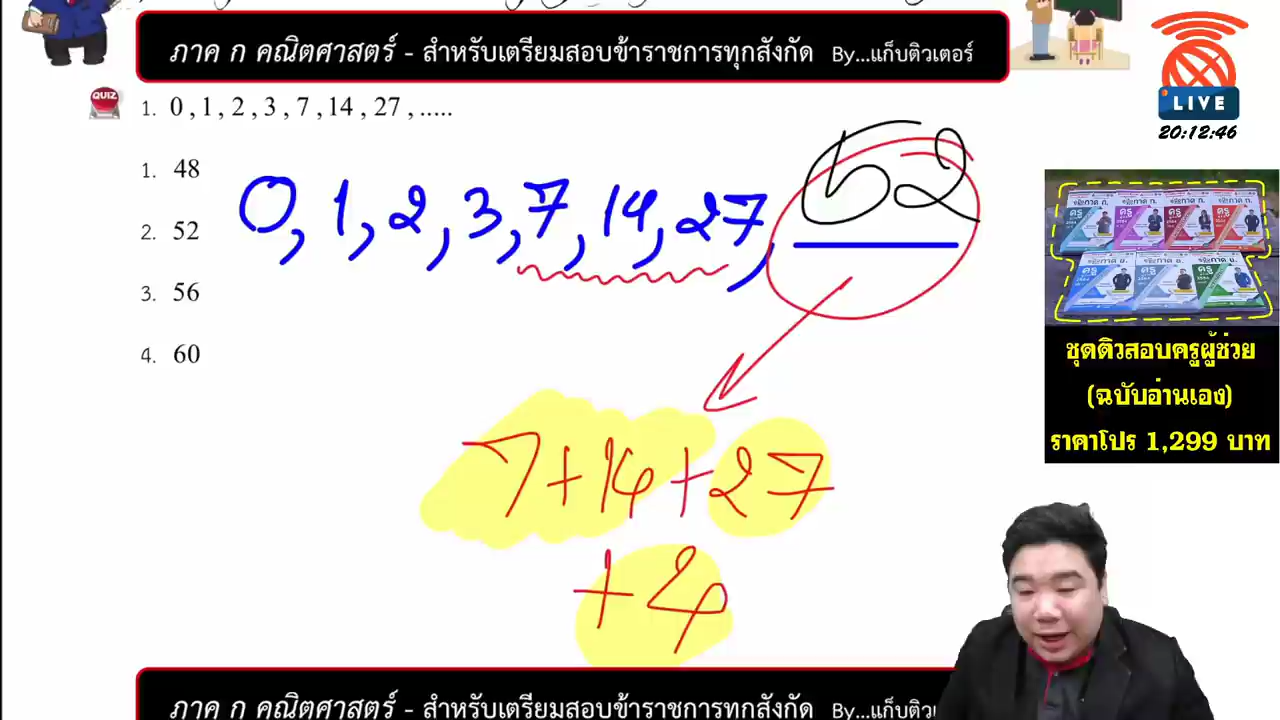 ภาค ก คณิตศาสตร์ - สำหรับเตรียมสอบข้าราชการทุกสังกัด By...แก็บติวเตอร์
LIVE
20:12:46
QUIZ
1. 0 , 1 , 2 , 3 , 7 , 14 , 27 , .....
1. 48
2. 52
3. 56
4. 60
0, 1, 2, 3, 7, 14, 27, 52
7+14+27
+4
ชุดติวสอบครูผู้ช่วย
(ฉบับอ่านเอง)
ราคาโปร 1,299 บาท
ภาค ก คณิตศาสตร์ - สำหรับเตรียมสอบข้าราชการทุกสังกัด By...แก็บติว